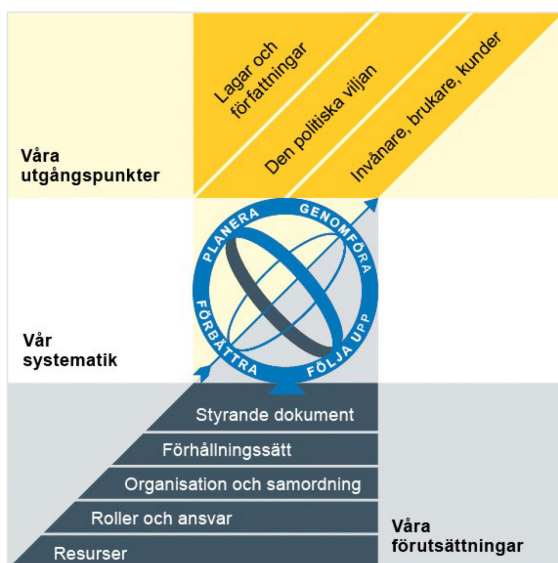 Lagar och
författningar
Den politiska viljan
Invånare, brukare, kunder
Våra
utgångspunkter
PLANERA
GENOMFÖRA
FÖRBÄTTRA
FÖLJA UPP
Vår
systematik
Styrande dokument
Förhållningssätt
Organisation och samordning
Roller och ansvar
Resurser
Våra
förutsättningar